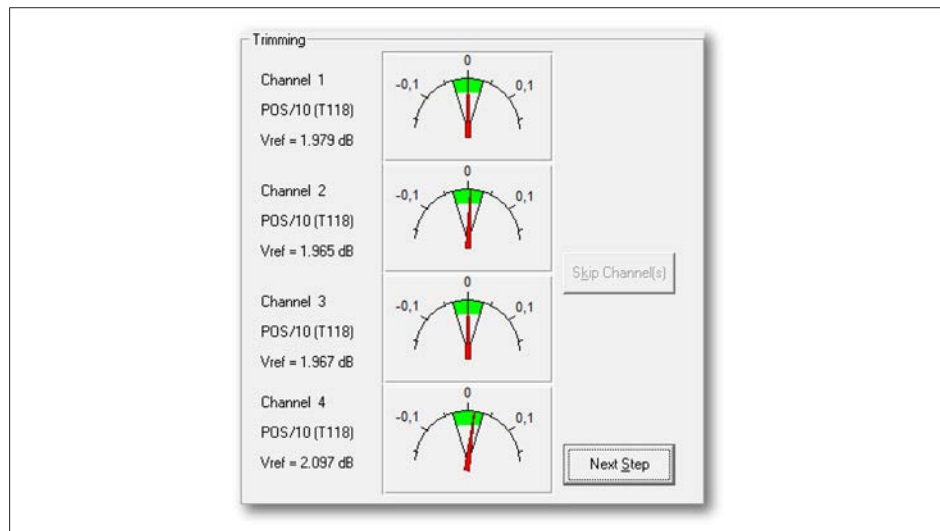 Trimming
Channel 1
POS/10 (T118)
Vref = 1.979 dB
-0,1 0 0,1
Channel 2
POS/10 (T118)
Vref = 1.965 dB
-0,1 0 0,1
Channel 3
POS/10 (T118)
Vref = 1.967 dB
-0,1 0 0,1
Channel 4
POS/10 (T118)
Vref = 2.097 dB
-0,1 0 0,1
Skip Channel(s)
Next Step